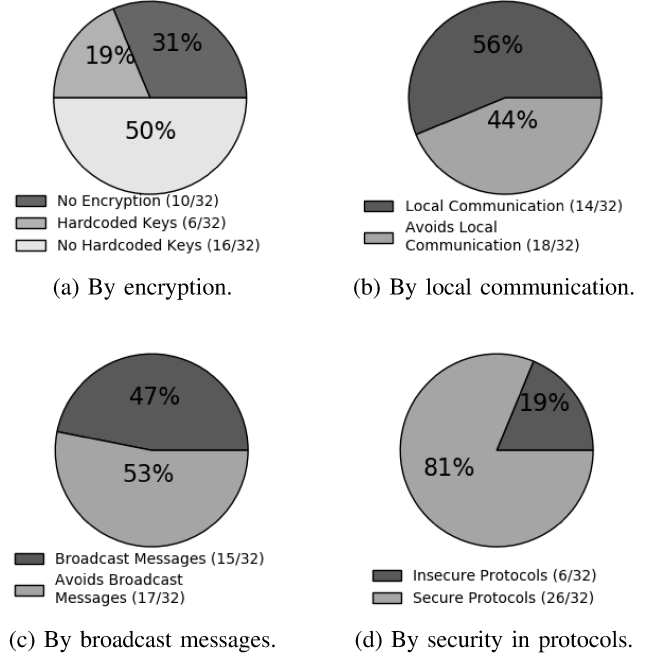 31%
19%
50%
No Encryption (10/32)
Hardcoded Keys (6/32)
No Hardcoded Keys (16/32)
(a) By encryption.
56%
44%
Local Communication (14/32)
Avoids Local
Communication (18/32)
(b) By local communication.
47%
53%
Broadcast Messages (15/32)
Avoids Broadcast
Messages (17/32)
(c) By broadcast messages.
19%
81%
Insecure Protocols (6/32)
Secure Protocols (26/32)
(d) By security in protocols.